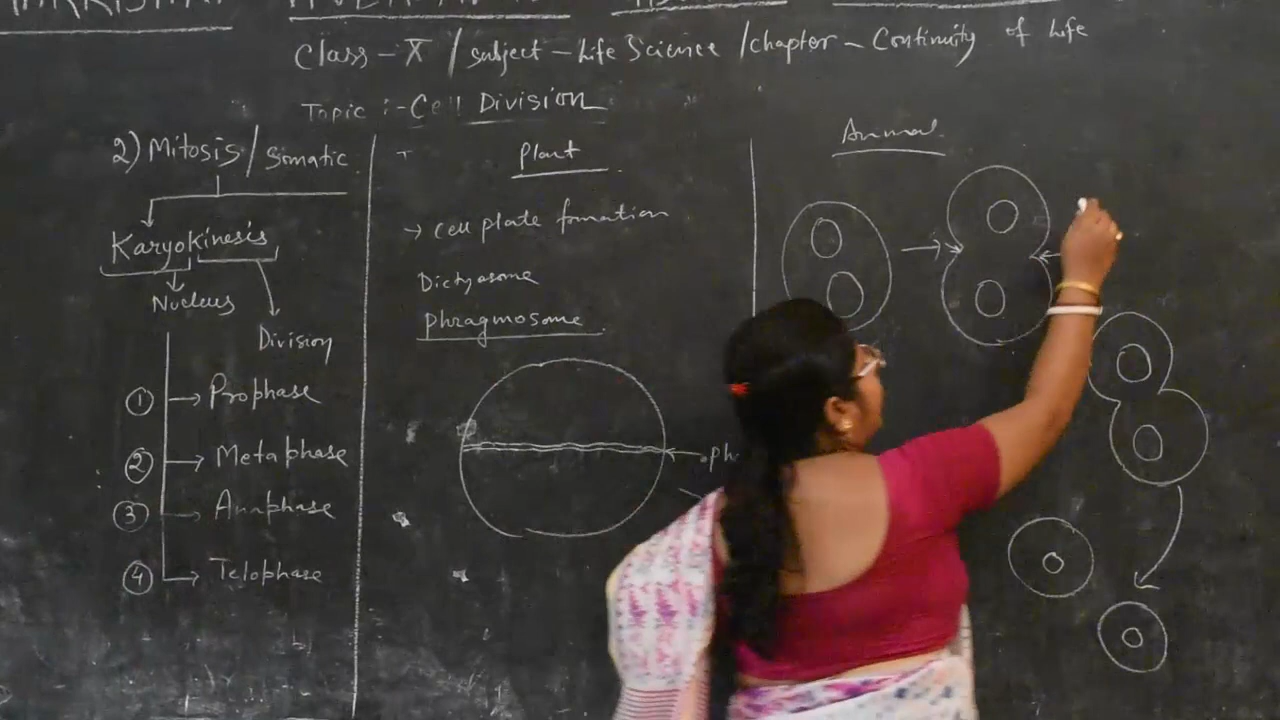 Class - X / Subject - Life Science / chapter - Continuity of Life
Topic :- Cell Division
2) Mitosis / Somatic
Karyokinesis
Nucleus
Division
1 Prophase
2 Metaphase
3 Anaphase
4 Telophase
Plant
→ cell plate formation
Dictyosome
Phragmosome
Animal